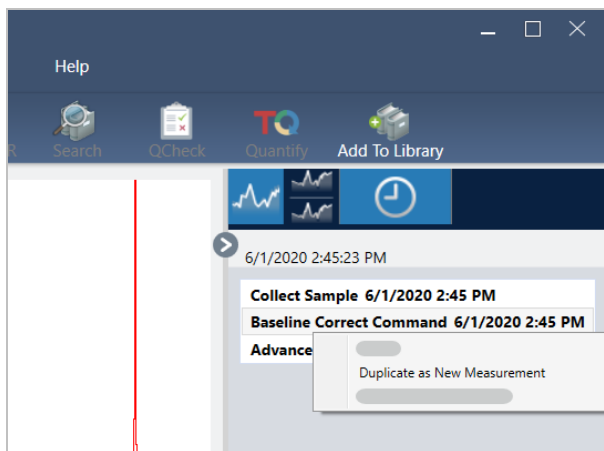 Help
R Search QCheck TQ Quantify Add To Library
6/1/2020 2:45:23 PM
Collect Sample 6/1/2020 2:45 PM
Baseline Correct Command 6/1/2020 2:45 PM
Advance
Duplicate as New Measurement